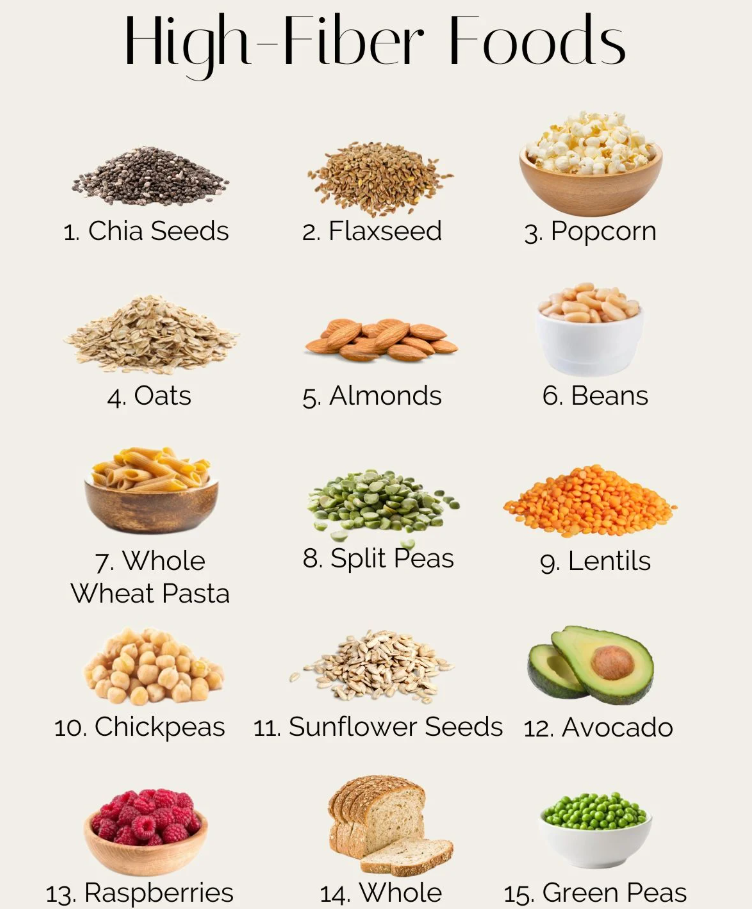 High-Fiber Foods
1. Chia Seeds
2. Flaxseed
3. Popcorn
4. Oats
5. Almonds
6. Beans
7. Whole
Wheat Pasta
8. Split Peas
9. Lentils
10. Chickpeas
11. Sunflower Seeds
12. Avocado
13. Raspberries
14. Whole
15. Green Peas